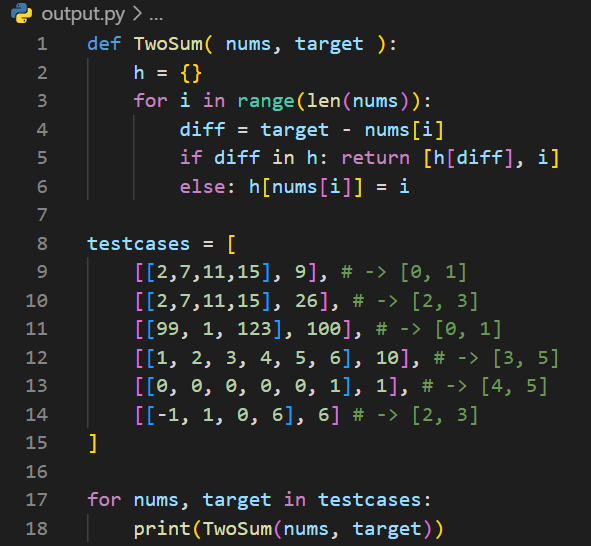 output.py > ...
1 def TwoSum( nums, target ):
2     h = {}
3     for i in range(len(nums)):
4         diff = target - nums[i]
5         if diff in h: return [h[diff], i]
6         else: h[nums[i]] = i
7
8 testcases = [
9     [[2,7,11,15], 9], # -> [0, 1]
10     [[2,7,11,15], 26], # -> [2, 3]
11     [[99, 1, 123], 100], # -> [0, 1]
12     [[1, 2, 3, 4, 5, 6], 10], # -> [3, 5]
13     [[0, 0, 0, 0, 0, 1], 1], # -> [4, 5]
14     [[-1, 1, 0, 6], 6] # -> [2, 3]
15 ]
16
17 for nums, target in testcases:
18     print(TwoSum(nums, target))